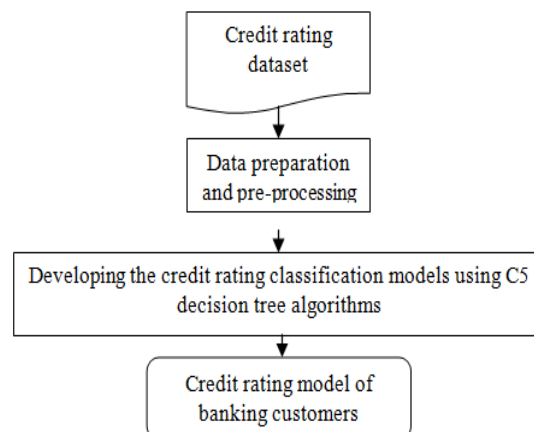 Credit rating
dataset
Data preparation
and pre-processing
Developing the credit rating classification models using C5
decision tree algorithms
Credit rating model of
banking customers